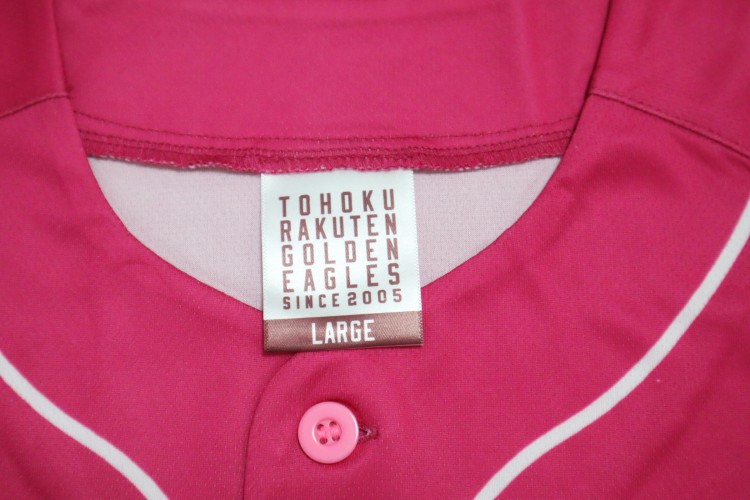 TOHOKU
RAKUTEN
GOLDEN
EAGLES
SINCE 2005
LARGE